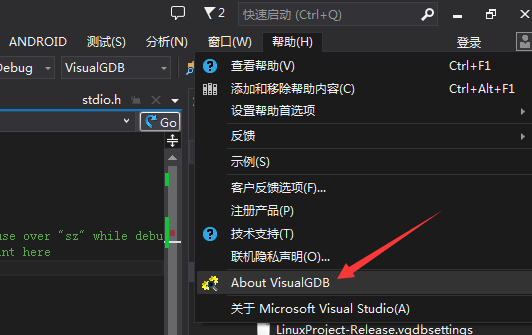 2
快速启动 (Ctrl+Q)
ANDROID 测试(S) 分析(N) 窗口(W) 帮助(H) 登录
Debug VisualGDB
查看帮助(V) Ctrl+F1
添加和移除帮助内容(C) Ctrl+Alt+F1
设置帮助首选项
stdio.h
Go
反馈
示例(S)
客户反馈选项(F)...
注册产品(P)
use over "sz" while debu
技术支持(T)
int here
联机隐私声明(O)...
About VisualGDB
关于 Microsoft Visual Studio(A)
LinuxProject-Release.vgdbsettings